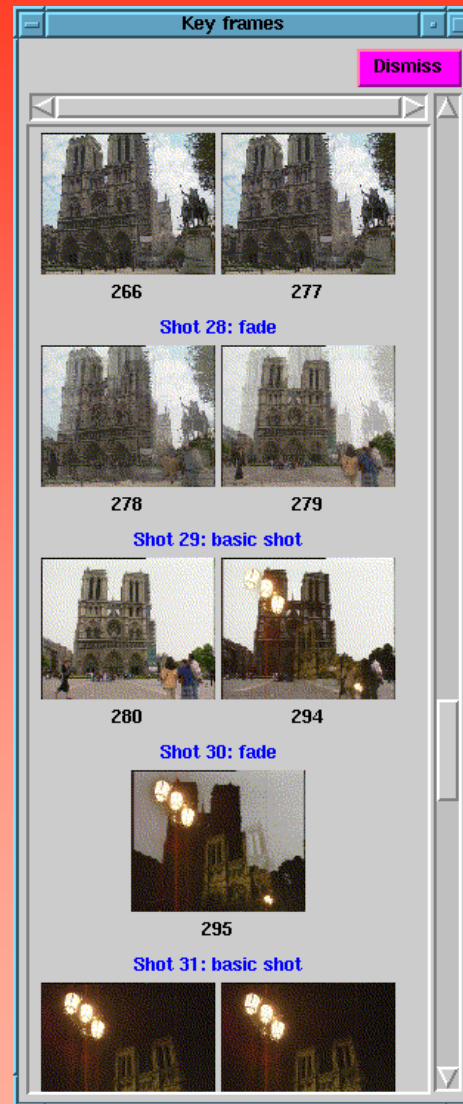 Key frames
Dismiss
266 277
Shot 28: fade
278 279
Shot 29: basic shot
280 294
Shot 30: fade
295
Shot 31: basic shot